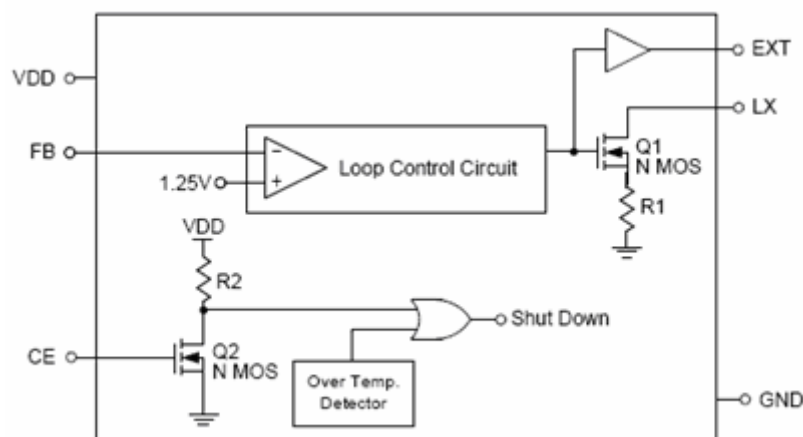 EXT
VDD
LX
FB
Loop Control Circuit
Q1
N MOS
1.25V
R1
VDD
R2
Shut Down
CE
Q2
N MOS
Over Temp.
Detector
GND